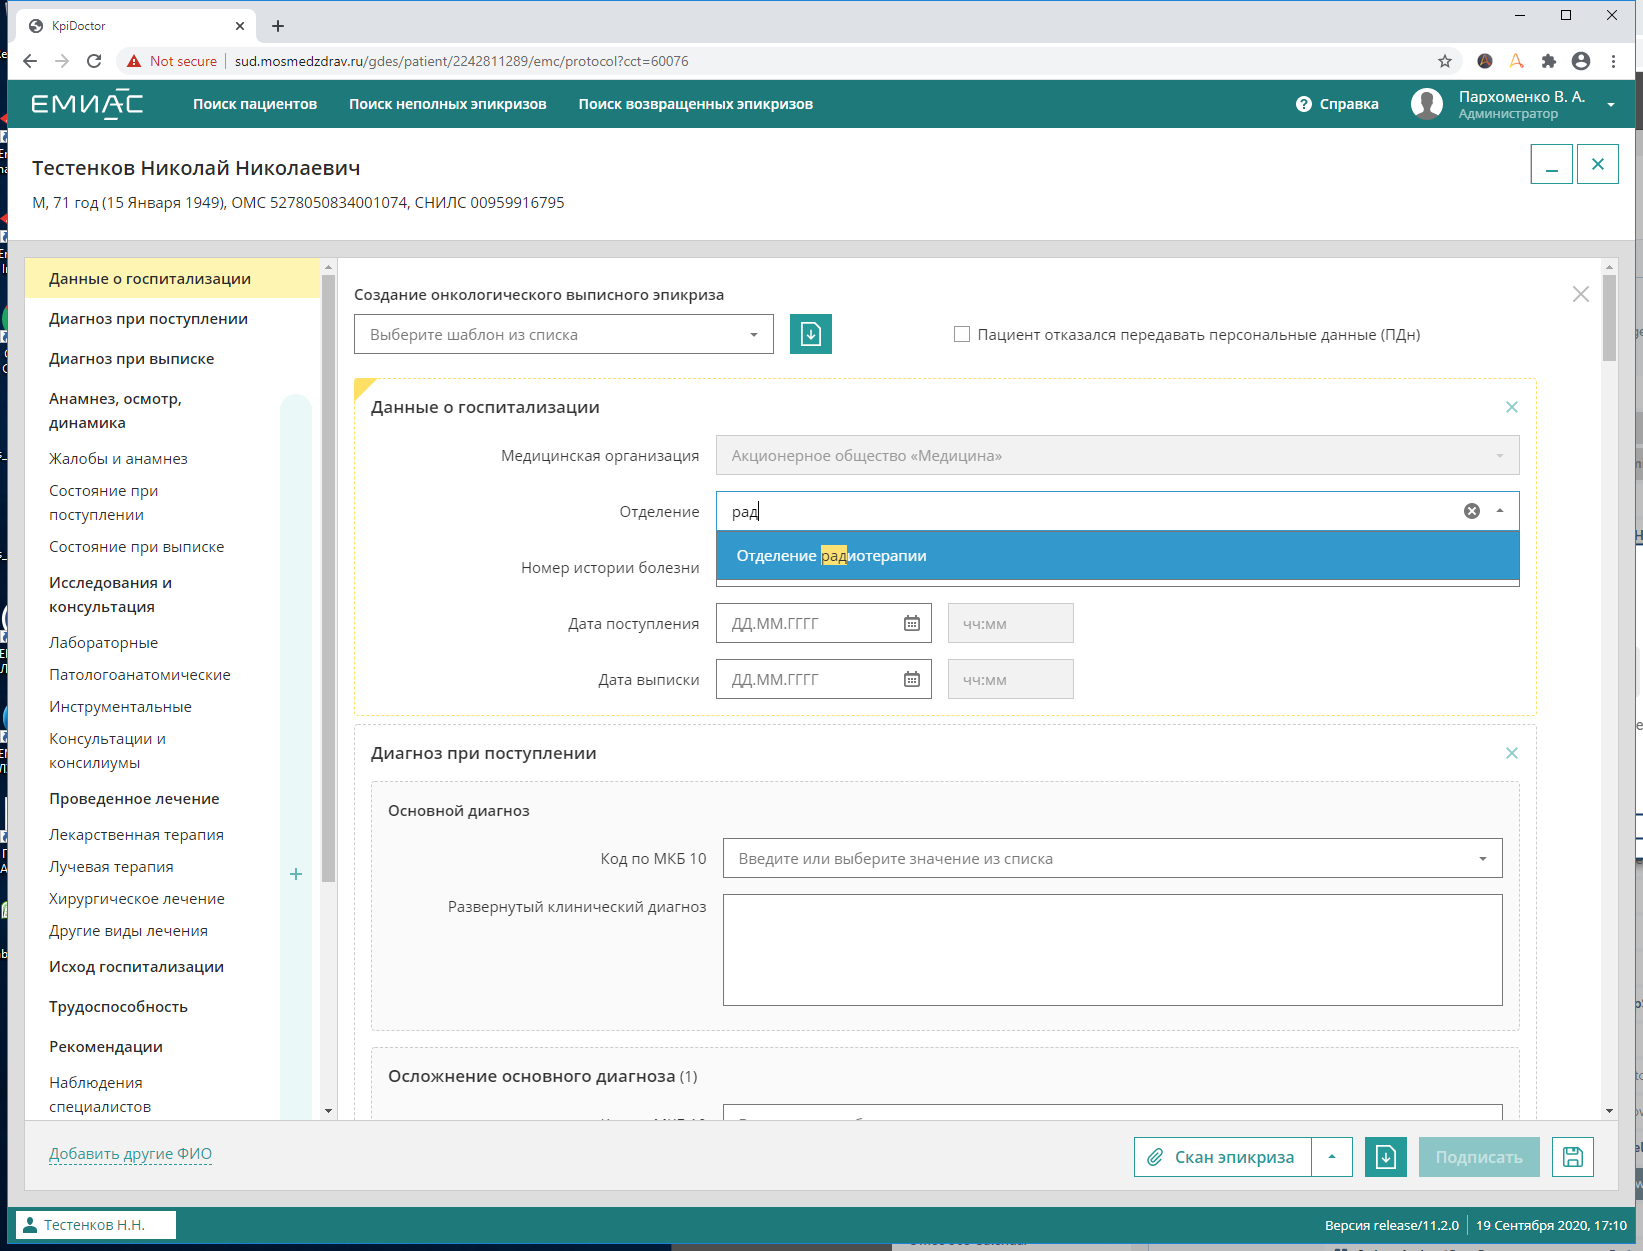 KpiDoctor
Not secure
sud.mosmedzdrav.ru/gdes/patient/2242811289/emc/protocol?cct=60076
ЕМИАС
Поиск пациентов
Поиск неполных эпикризов
Поиск возвращенных эпикризов
Справка
Пархоменко В. А.
Администратор
Тестенков Николай Николаевич
М, 71 год (15 Января 1949), ОМС 5278050834001074, СНИЛС 00959916795
Данные о госпитализации
Диагноз при поступлении
Диагноз при выписке
Анамнез, осмотр,
динамика
Жалобы и анамнез
Состояние при
поступлении
Состояние при выписке
Исследования и
консультация
Лабораторные
Патологоанатомические
Инструментальные
Консультации и
консилиумы
Проведенное лечение
Лекарственная терапия
Лучевая терапия
Хирургическое лечение
Другие виды лечения
Исход госпитализации
Трудоспособность
Рекомендации
Наблюдения
специалистов
Создание онкологического выписного эпикриза
Выберите шаблон из списка
Пациент отказался передавать персональные данные (ПДн)
Данные о госпитализации
Медицинская организация
Акционерное общество «Медицина»
Отделение
рад
Отделение радиотерапии
Номер истории болезни
Дата поступления
ДД.ММ.ГГГГ
чч:мм
Дата выписки
ДД.ММ.ГГГГ
чч:мм
Диагноз при поступлении
Основной диагноз
Код по МКБ 10
Введите или выберите значение из списка
Развернутый клинический диагноз
Осложнение основного диагноза (1)
Добавить другие ФИО
Скан эпикриза
Подписать
Тестенков Н.Н.
Версия release/11.2.0
19 Сентября 2020, 17:10